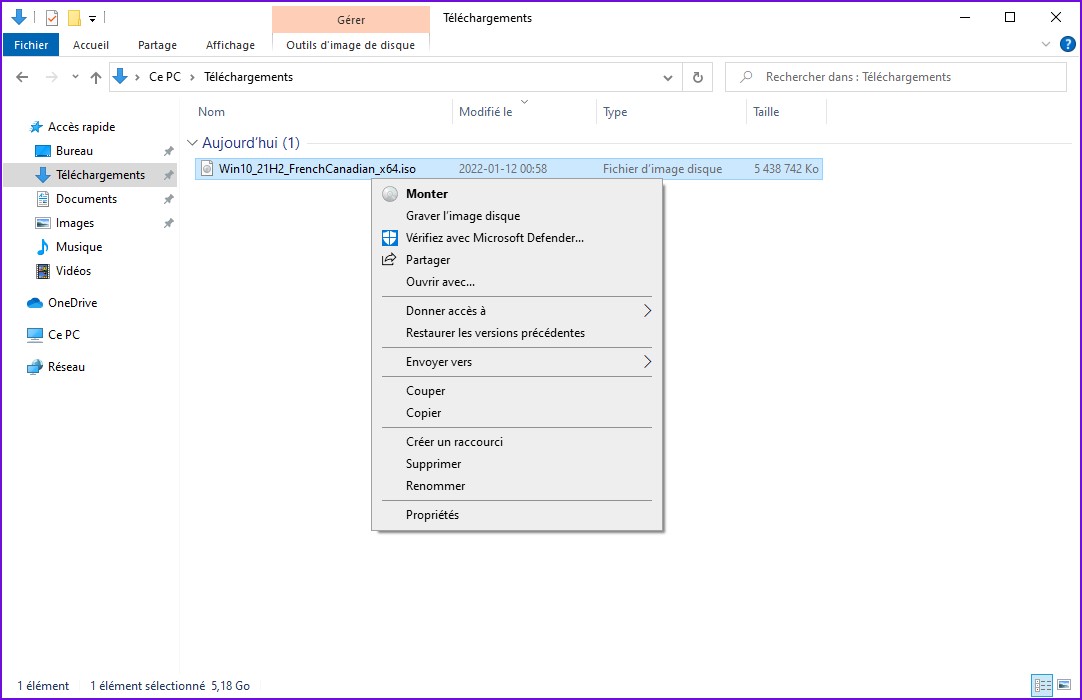 Gérer
Téléchargements
Fichier
Accueil
Partage
Affichage
Outils d'image de disque
?
Ce PC
Téléchargements
Rechercher dans : Téléchargements
Nom
Modifié le
Type
Taille
Accès rapide
Bureau
Téléchargements
Documents
Images
Musique
Vidéos
OneDrive
Ce PC
Réseau
Aujourd'hui (1)
Win10_21H2_FrenchCanadian_x64.iso
2022-01-12 00:58
Fichier d'image disque
5 438 742 Ko
Monter
Graver l'image disque
Vérifiez avec Microsoft Defender...
Partager
Ouvrir avec...
Donner accès à
Restaurer les versions précédentes
Envoyer vers
Couper
Copier
Créer un raccourci
Supprimer
Renommer
Propriétés
1 élément
1 élément sélectionné 5,18 Go